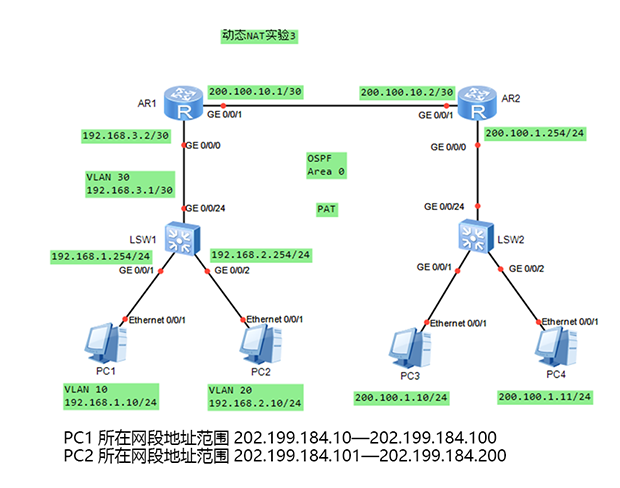 动态NAT实验3
200.100.10.1/30
200.100.10.2/30
AR1
AR2
GE 0/0/1
GE 0/0/1
192.168.3.2/30
200.100.1.254/24
GE 0/0/0
GE 0/0/0
OSPF
Area 0
VLAN 30
192.168.3.1/30
GE 0/0/24
PAT
GE 0/0/24
LSW1
LSW2
192.168.1.254/24
192.168.2.254/24
GE 0/0/1
GE 0/0/2
GE 0/0/1
GE 0/0/2
Ethernet 0/0/1
Ethernet 0/0/1
Ethernet 0/0/1
Ethernet 0/0/1
PC1
PC2
PC3
PC4
VLAN 10
192.168.1.10/24
VLAN 20
192.168.2.10/24
200.100.1.10/24
200.100.1.11/24
PC1 所在网段地址范围 202.199.184.10—202.199.184.100
PC2 所在网段地址范围 202.199.184.101—202.199.184.200